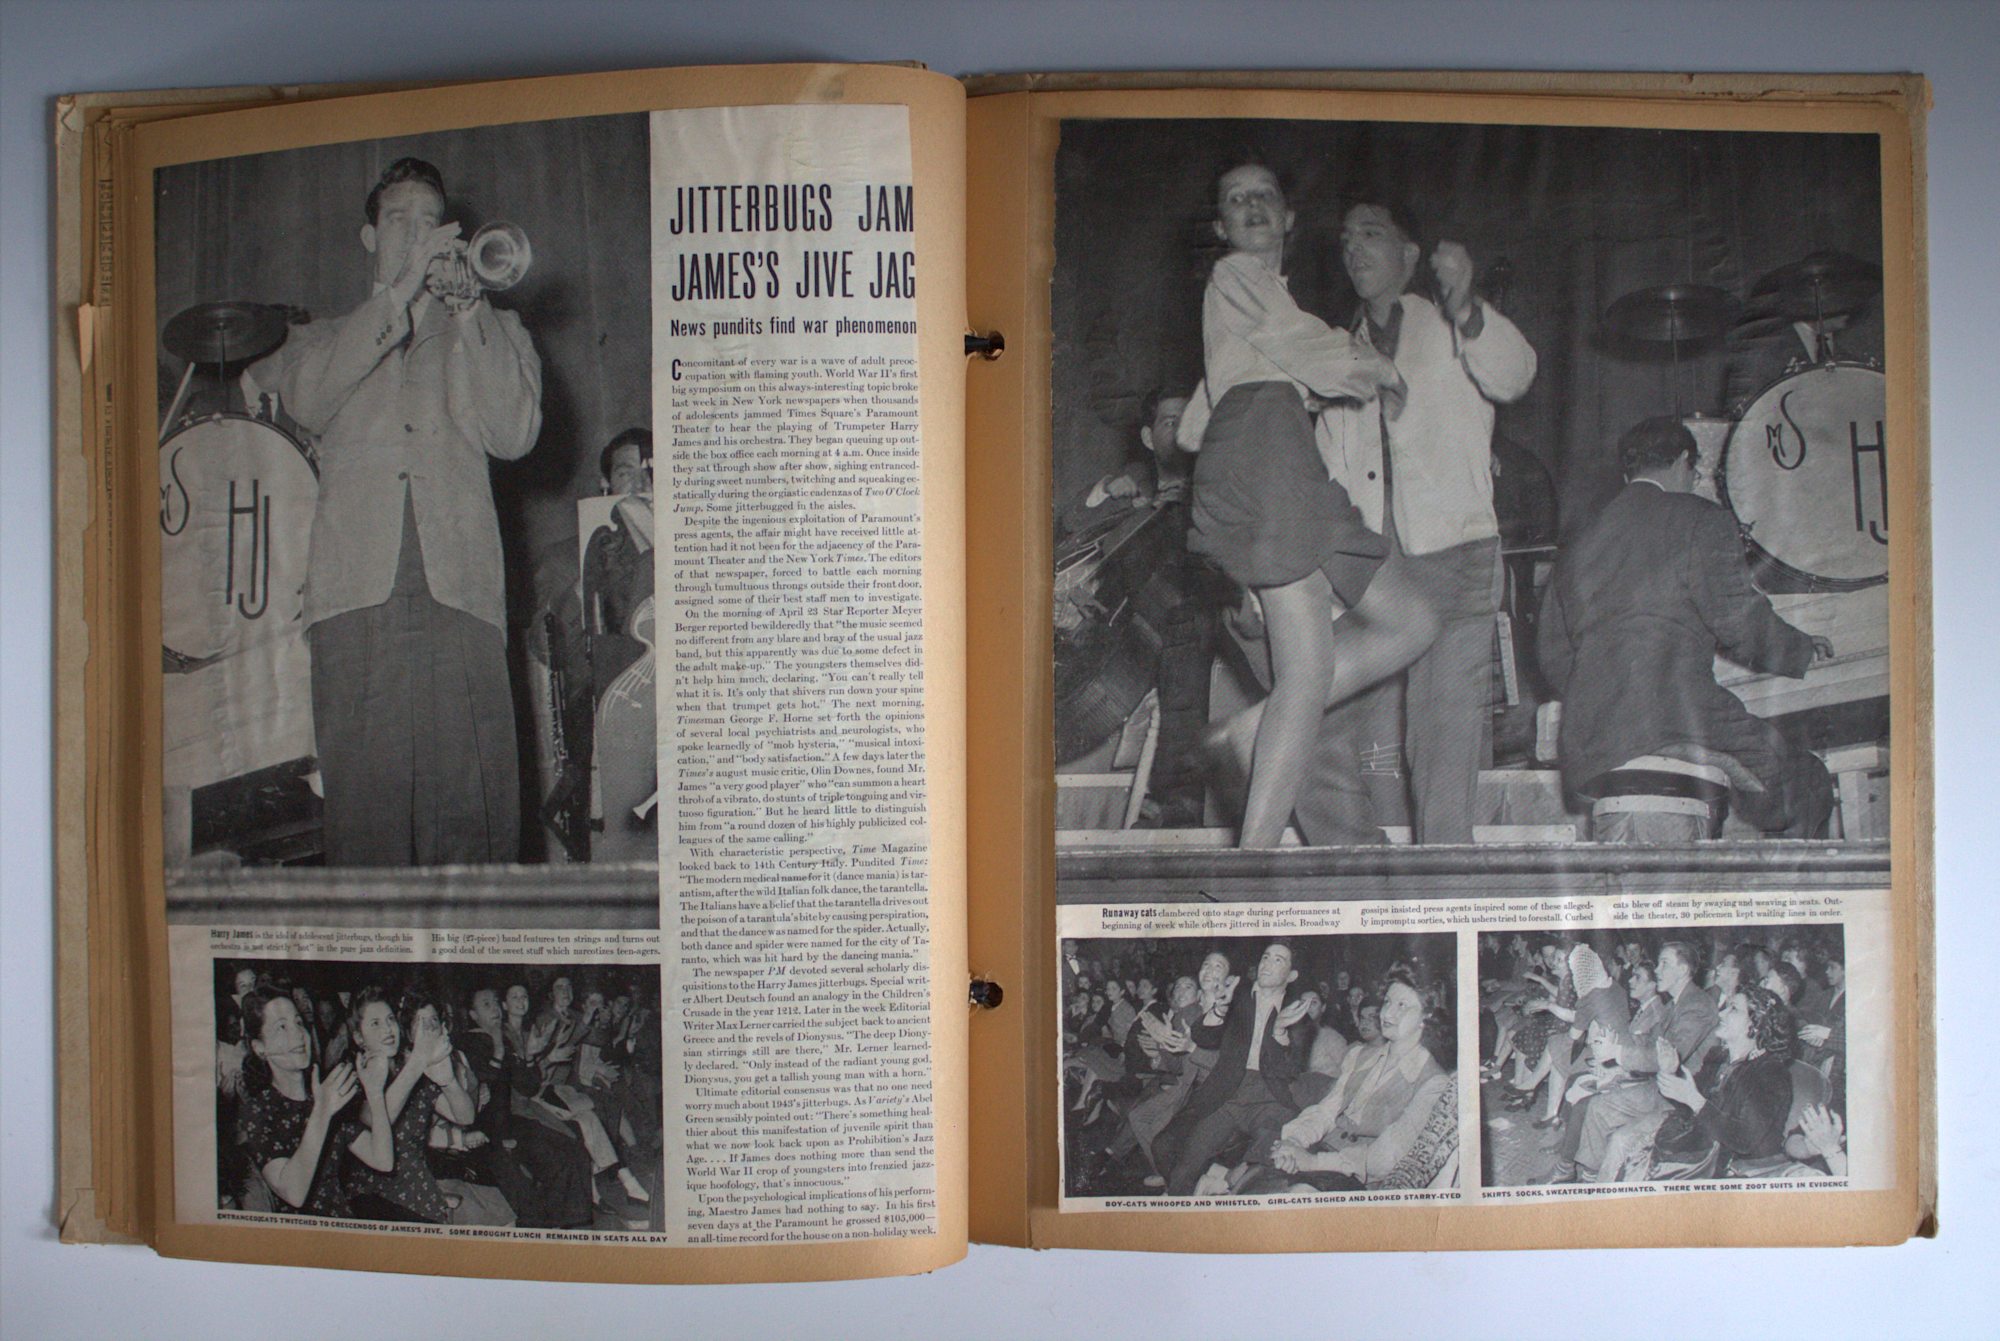 MS
HJ
JITTERBUGS JAM
JAMES'S JIVE JAG
News pundits find war phenomenon
Concomitant of every war is a wave of adult preoc-
cupation with flaming youth. World War II's first
big symposium on this always-interesting topic broke
last week in New York newspapers when thousands
of adolescents jammed Times Square's Paramount
Theater to hear the playing of Trumpeter Harry
James and his orchestra. They began queuing up out-
side the box office each morning at 4 a.m. Once inside
they sat through show after show, sighing entranced-
ly during sweet numbers, twitching and squeaking ec-
statically during the orgiastic cadenzas of Two O'Clock
Jump. Some jitterbugged in the aisles.
Despite the ingenious exploitation of Paramount's
press agents, the affair might have received little at-
tention had it not been for the adjacency of the Para-
mount Theater and the New York Times. The editors
of that newspaper, forced to battle each morning
through tumultuous throngs outside their front door,
assigned some of their best staff men to investigate.
On the morning of April 23 Star Reporter Meyer
Berger reported bewilderedly that "the music seemed
no different from any blare and bray of the usual jazz
band, but this apparently was due to some defect in
the adult make-up." The youngsters themselves did-
n't help him much, declaring, "You can't really tell
what it is. It's only that shivers run down your spine
when that trumpet gets hot." The next morning,
Timesman George F. Horne set forth the opinions
of several local psychiatrists and neurologists, who
spoke learnedly of "mob hysteria," "musical intoxi-
cation," and "body satisfaction." A few days later the
Times's august music critic, Olin Downes, found Mr.
James "a very good player" who "can summon a heart
throb of a vibrato, do stunts of triple tonguing and vir-
tuoso figuration." But he heard little to distinguish
him from "a round dozen of his highly publicized col-
leagues of the same calling."
With characteristic perspective, Time Magazine
looked back to 14th Century Italy. Pundited Time:
"The modern medical name for it (dance mania) is tar-
antism, after the wild Italian folk dance, the tarantella.
The Italians have a belief that the tarantella drives out
the poison of a tarantula's bite by causing perspiration,
and that the dance was named for the spider. Actually,
both dance and spider were named for the city of Ta-
ranto, which was hit hard by the dancing mania."
The newspaper PM devoted several scholarly dis-
quisitions to the Harry James jitterbugs. Special writ-
er Albert Deutsch found an analogy in the Children's
Crusade in the year 1212. Later in the week Editorial
Writer Max Lerner carried the subject back to ancient
Greece and the revels of Dionysus. "The deep Diony-
sian stirrings still are there," Mr. Lerner learned-
ly declared. "Only instead of the radiant young god,
Dionysus, you get a tallish young man with a horn."
Ultimate editorial consensus was that no one need
worry much about 1943's jitterbugs. As Variety's Abel
Green sensibly pointed out: "There's something heal-
thier about this manifestation of juvenile spirit than
what we now look back upon as Prohibition's Jazz
Age. . . . If James does nothing more than send the
World War II crop of youngsters into frenzied jazz-
ique hoofology, that's innocuous."
Upon the psychological implications of his perform-
ing, Maestro James had nothing to say. In his first
seven days at the Paramount he grossed $105,000—
an all-time record for the house on a non-holiday week.
Harry James is the idol of adolescent jitterbugs, though his
orchestra is not strictly "hot" in the pure jazz definition.
His big (27-piece) band features ten strings and turns out
a good deal of the sweet stuff which narcotizes teen-agers.
ENTRANCED CATS TWITCHED TO CRESCENDOS OF JAMES'S JIVE. SOME BROUGHT LUNCH REMAINED IN SEATS ALL DAY
MS
HJ
Runaway cats clambered onto stage during performances at
beginning of week while others jittered in aisles. Broadway
gossips insisted press agents inspired some of these alleged-
ly impromptu sorties, which ushers tried to forestall. Curbed
cats blew off steam by swaying and weaving in seats. Out-
side the theater, 30 policemen kept waiting lines in order.
BOY-CATS WHOOPED AND WHISTLED. GIRL-CATS SIGHED AND LOOKED STARRY-EYED
SKIRTS SOCKS, SWEATERS PREDOMINATED. THERE WERE SOME ZOOT SUITS IN EVIDENCE